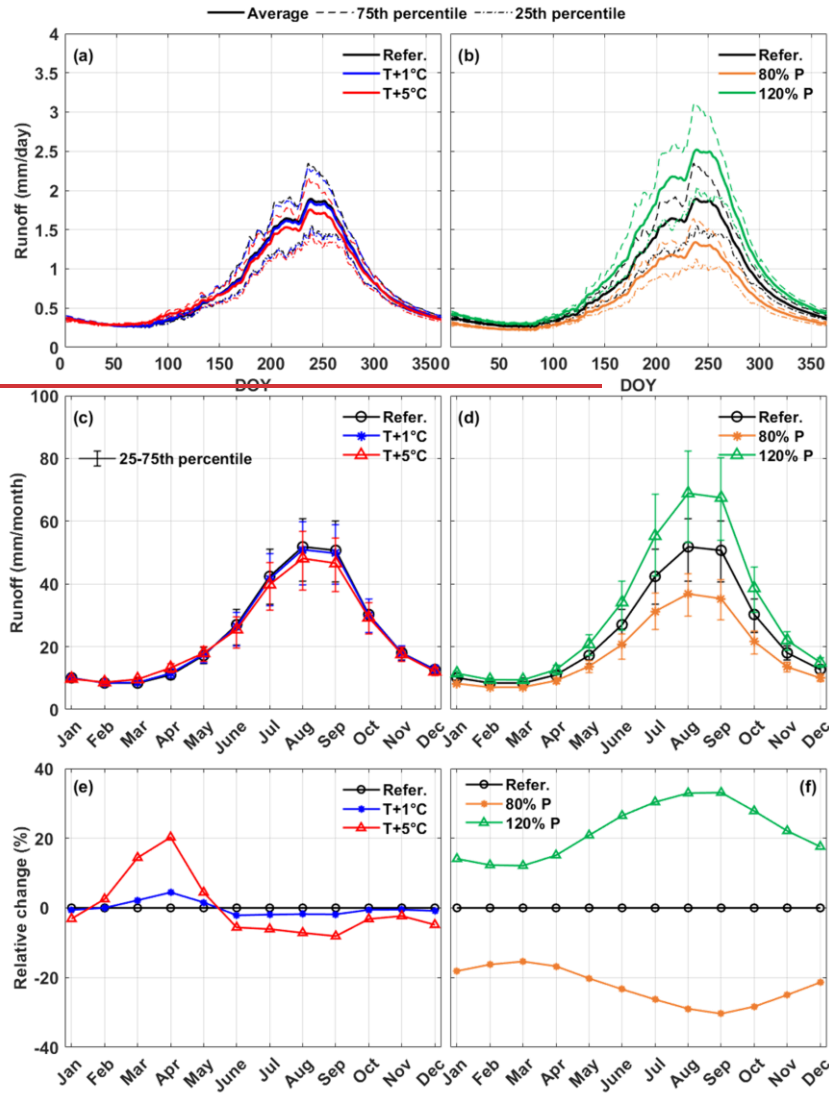 Average 75th percentile 25th percentile
(a) Refer. (b) Refer.
T+1°C 80% P
T+5°C 120% P
4
3.5
3
2.5
2
1.5
1
0.5
0
Runoff (mm/day)
0 50 100 150 200 250 300 350 50 100 150 200 250 300 350
DOY DOY
(c) Refer. (d) Refer.
T+1°C 80% P
T+5°C 120% P
25-75th percentile
100
80
60
40
20
0
Runoff (mm/month)
Jan Feb Mar Apr May June Jul Aug Sep Oct Nov Dec Jan Feb Mar Apr May June Jul Aug Sep Oct Nov Dec
Refer. (e) Refer. (f)
T+1°C 80% P
T+5°C 120% P
40
20
0
-20
-40
Relative change (%)
Jan Feb Mar Apr May June Jul Aug Sep Oct Nov Dec Jan Feb Mar Apr May June Jul Aug Sep Oct Nov Dec